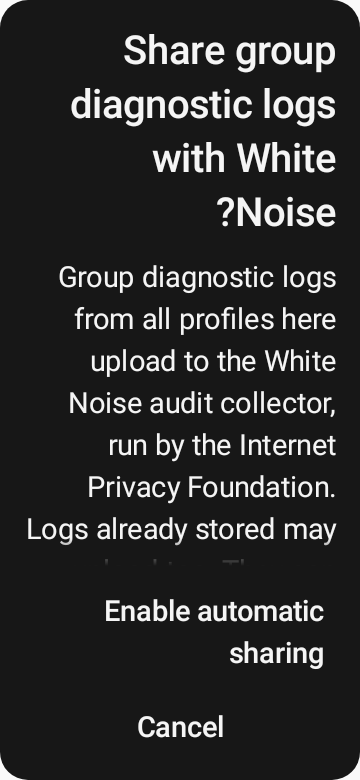 Share group
diagnostic logs
with White
?Noise
Group diagnostic logs
from all profiles here
upload to the White
Noise audit collector,
run by the Internet
Privacy Foundation.
Logs already stored may
Enable automatic
sharing
Cancel